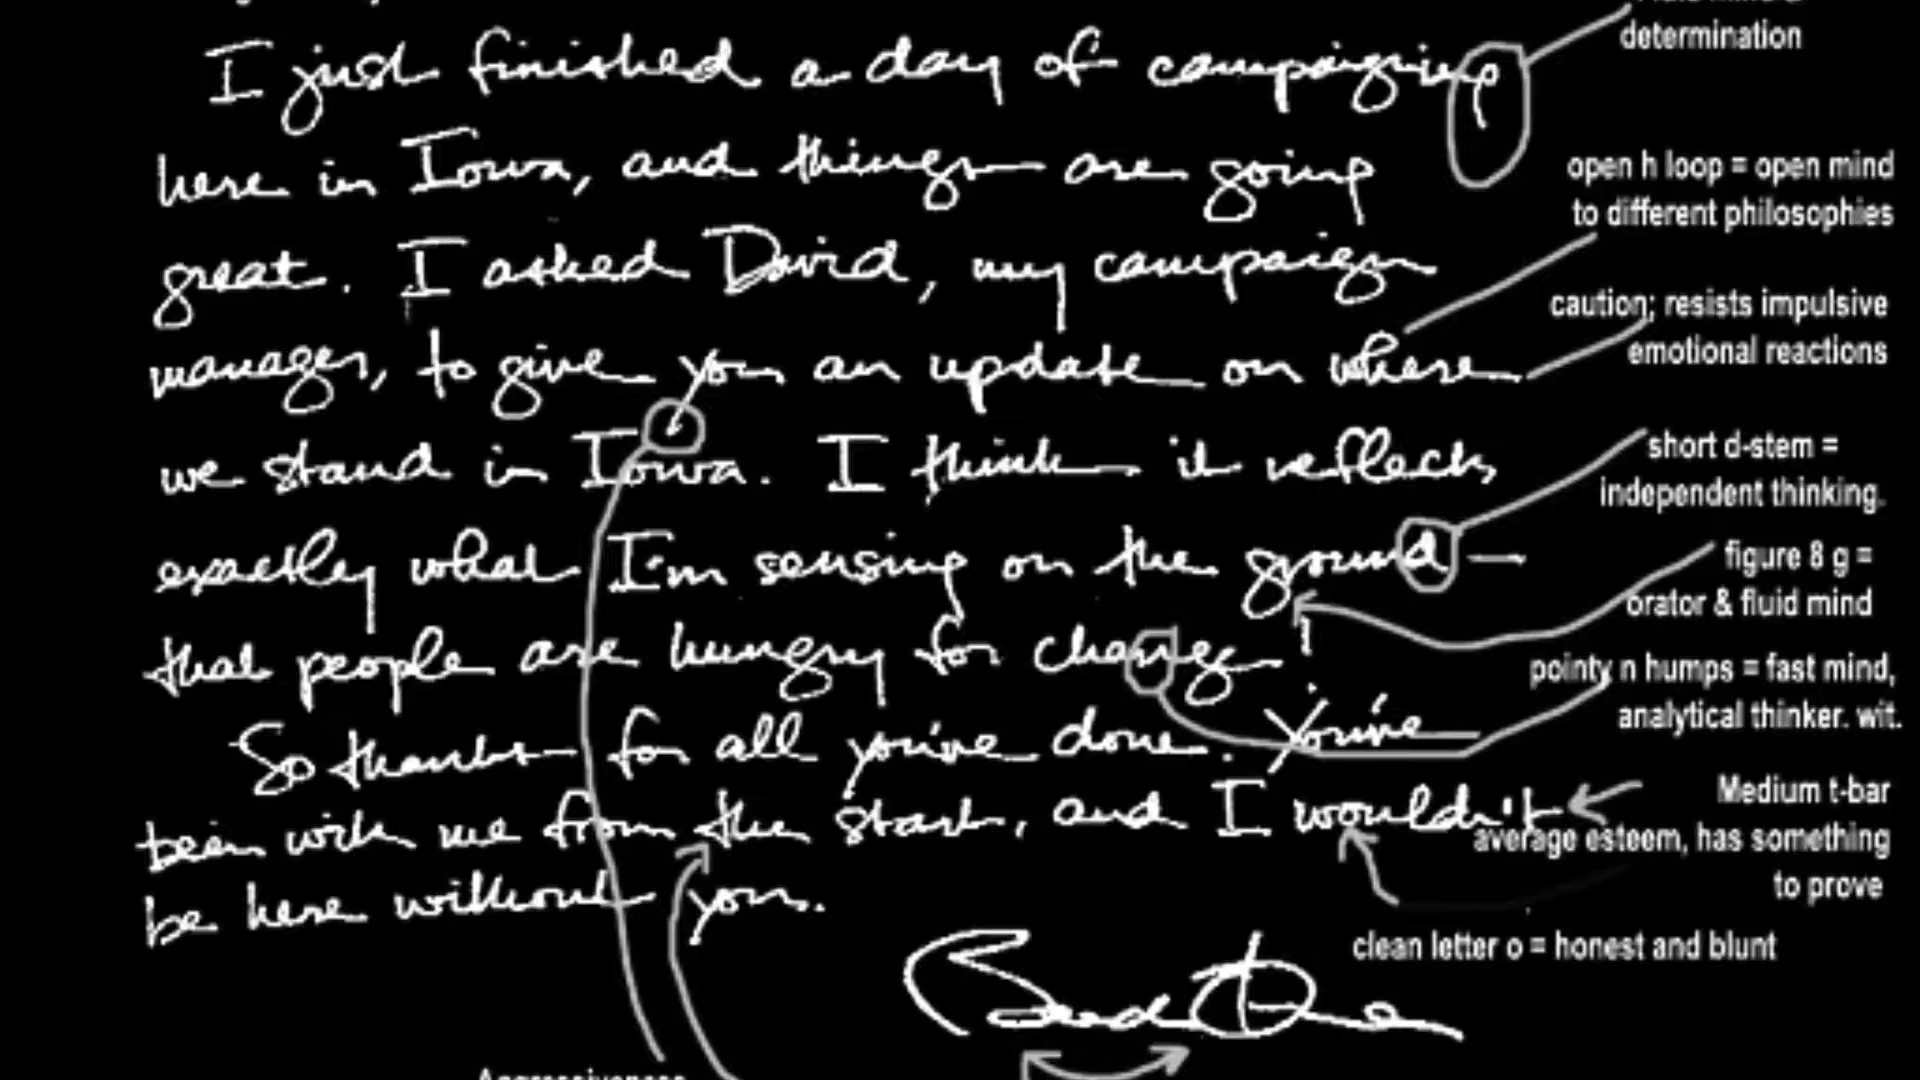 determination
I just finished a day of campaigning
here in Iowa, and things are going
great. I asked David, my campaign
manager, to give you an update on where
we stand in Iowa. I think it reflects
exactly what I'm sensing on the ground —
that people are hungry for change!
So thanks for all you've done. You've
been with me from the start, and I wouldn't
be here without you.
open h loop = open mind
to different philosophies
caution; resists impulsive
emotional reactions
short d-stem =
independent thinking.
figure 8 g =
orator & fluid mind
pointy n humps = fast mind,
analytical thinker. wit.
Medium t-bar
average esteem, has something
to prove
clean letter o = honest and blunt
Aggressiveness